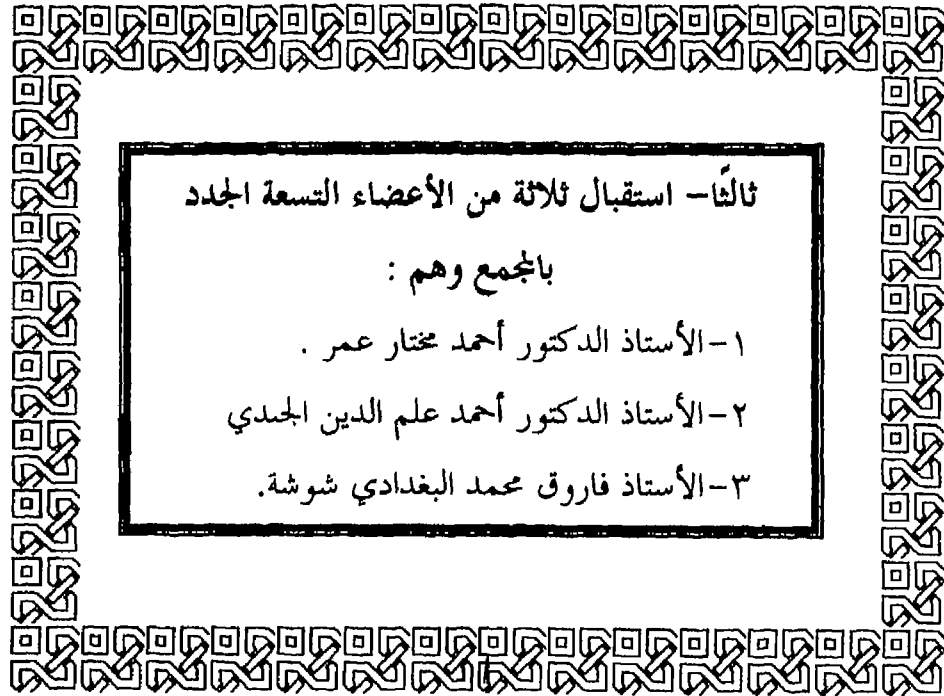 ثالثًا– استقبال ثلاثة من الأعضاء التسعة الجدد
بالمجمع وهم :
١–الأستاذ الدكتور أحمد مختار عمر .
٢–الأستاذ الدكتور أحمد علم الدين الجندي
٣–الأستاذ فاروق محمد البغدادي شوشة.